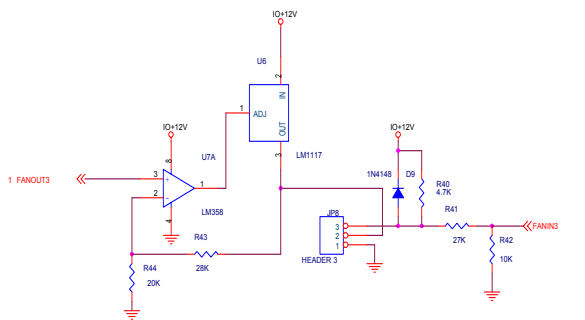 IO+12V
U6
2
IN
1
ADJ
OUT
3
LM1117
IO+12V
U7A
8
1 FANOUT3
3
+
2
-
1
4
LM358
R43
28K
R44
20K
IO+12V
1N4148
D9
R40
4.7K
JP8
3
2
1
HEADER 3
R41
27K
R42
10K
FANIN3